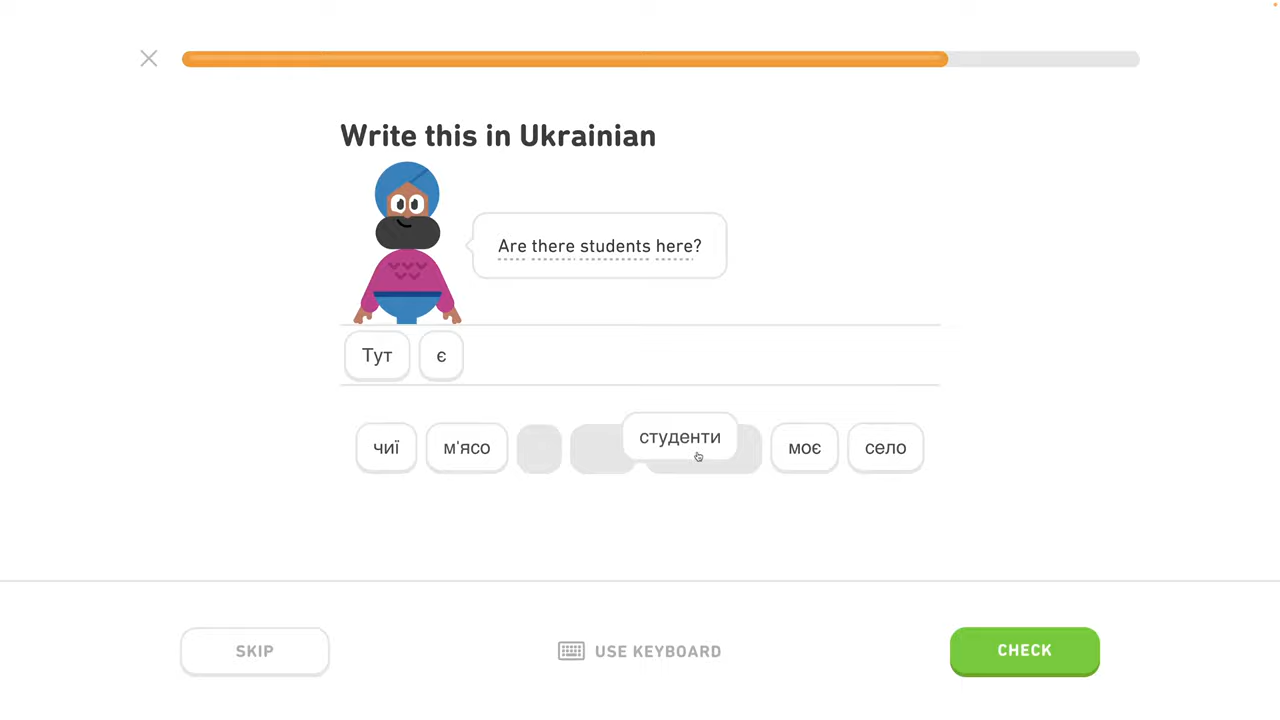 Write this in Ukrainian
Are there students here?
Тут є
чиї м'ясо студенти моє село
SKIP USE KEYBOARD CHECK